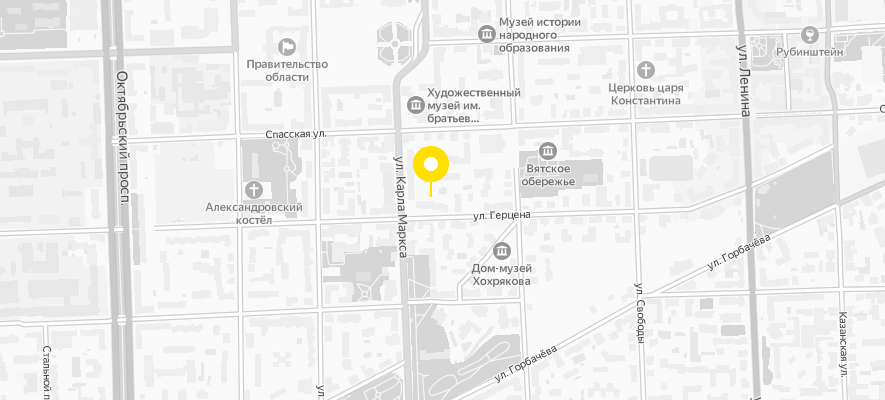 Музей истории
народного
образования
Рубинштейн
ул. Ленина
Правительство
области
Октябрьский просп.
Церковь царя
Константина
Художественный
музей им.
братьев...
Спасская ул.
ул. Карла Маркса
Вятское
обережье
Александровский
костёл
ул. Герцена
ул. Горбачёва
Дом-музей
Хохрякова
ул. Свободы
Казанская ул.
Стальной п
ул. Горбачёва
ул.